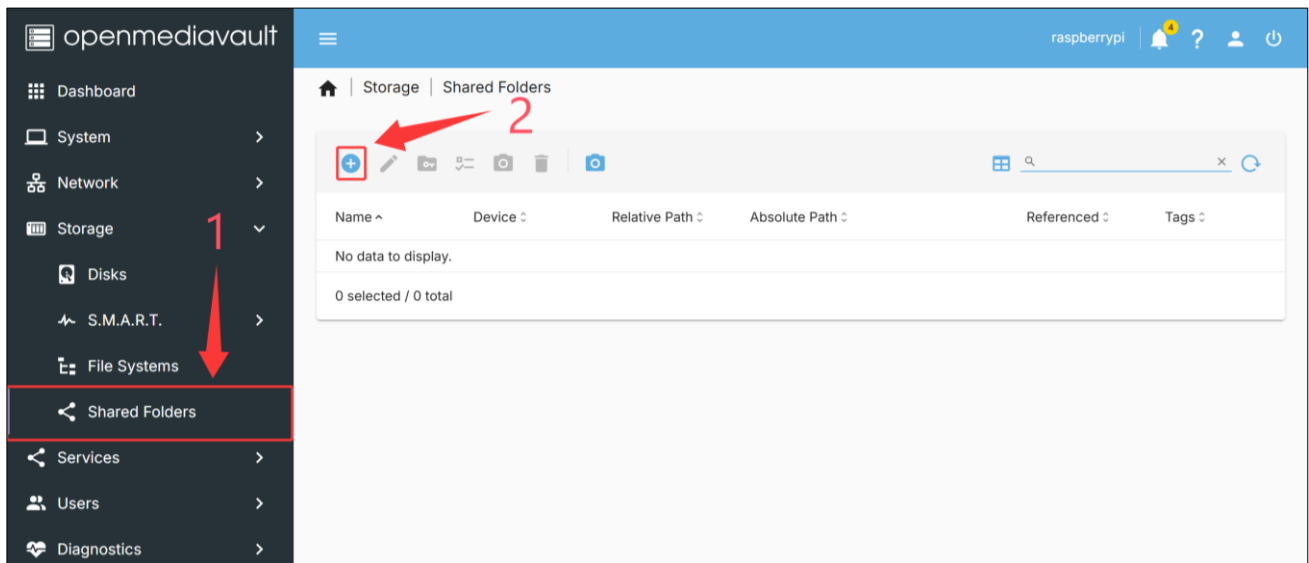 openmediavault
raspberrypi 4 ?
Dashboard
Storage Shared Folders
2
System
Network
Storage
1
Disks
S.M.A.R.T.
File Systems
Shared Folders
Services
Users
Diagnostics
Name Device Relative Path Absolute Path Referenced Tags
No data to display.
0 selected / 0 total